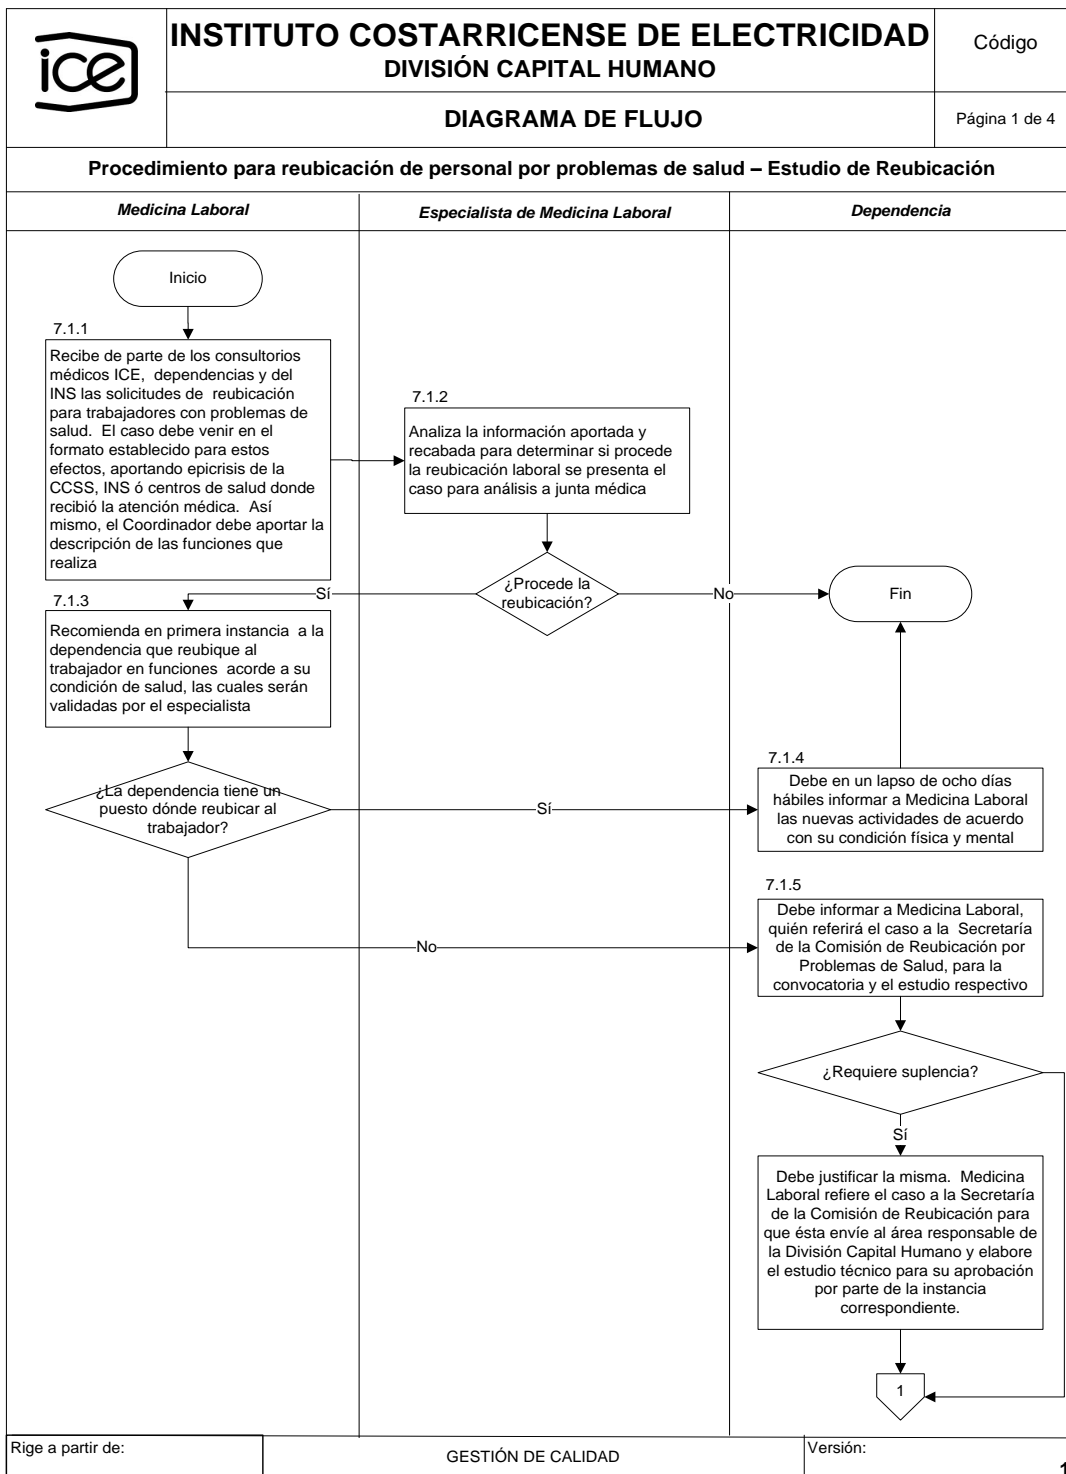 ice
INSTITUTO COSTARRICENSE DE ELECTRICIDAD
DIVISIÓN CAPITAL HUMANO
Código
DIAGRAMA DE FLUJO
Página 1 de 4
Procedimiento para reubicación de personal por problemas de salud – Estudio de Reubicación
Medicina Laboral
Especialista de Medicina Laboral
Dependencia
Inicio
7.1.1
Recibe de parte de los consultorios
médicos ICE, dependencias y del
INS las solicitudes de reubicación
para trabajadores con problemas de
salud. El caso debe venir en el
formato establecido para estos
efectos, aportando epicrisis de la
CCSS, INS ó centros de salud donde
recibió la atención médica. Así
mismo, el Coordinador debe aportar la
descripción de las funciones que
realiza
7.1.2
Analiza la información aportada y
recabada para determinar si procede
la reubicación laboral se presenta el
caso para análisis a junta médica
¿Procede la
reubicación?
Sí
No
Fin
7.1.3
Recomienda en primera instancia a la
dependencia que reubique al
trabajador en funciones acorde a su
condición de salud, las cuales serán
validadas por el especialista
¿La dependencia tiene un
puesto dónde reubicar al
trabajador?
Sí
7.1.4
Debe en un lapso de ocho días
hábiles informar a Medicina Laboral
las nuevas actividades de acuerdo
con su condición física y mental
No
7.1.5
Debe informar a Medicina Laboral,
quién referirá el caso a la Secretaría
de la Comisión de Reubicación por
Problemas de Salud, para la
convocatoria y el estudio respectivo
¿Requiere suplencia?
Sí
Debe justificar la misma. Medicina
Laboral refiere el caso a la Secretaría
de la Comisión de Reubicación para
que ésta envíe al área responsable de
la División Capital Humano y elabore
el estudio técnico para su aprobación
por parte de la instancia
correspondiente.
1
Rige a partir de:
GESTIÓN DE CALIDAD
Versión:
1